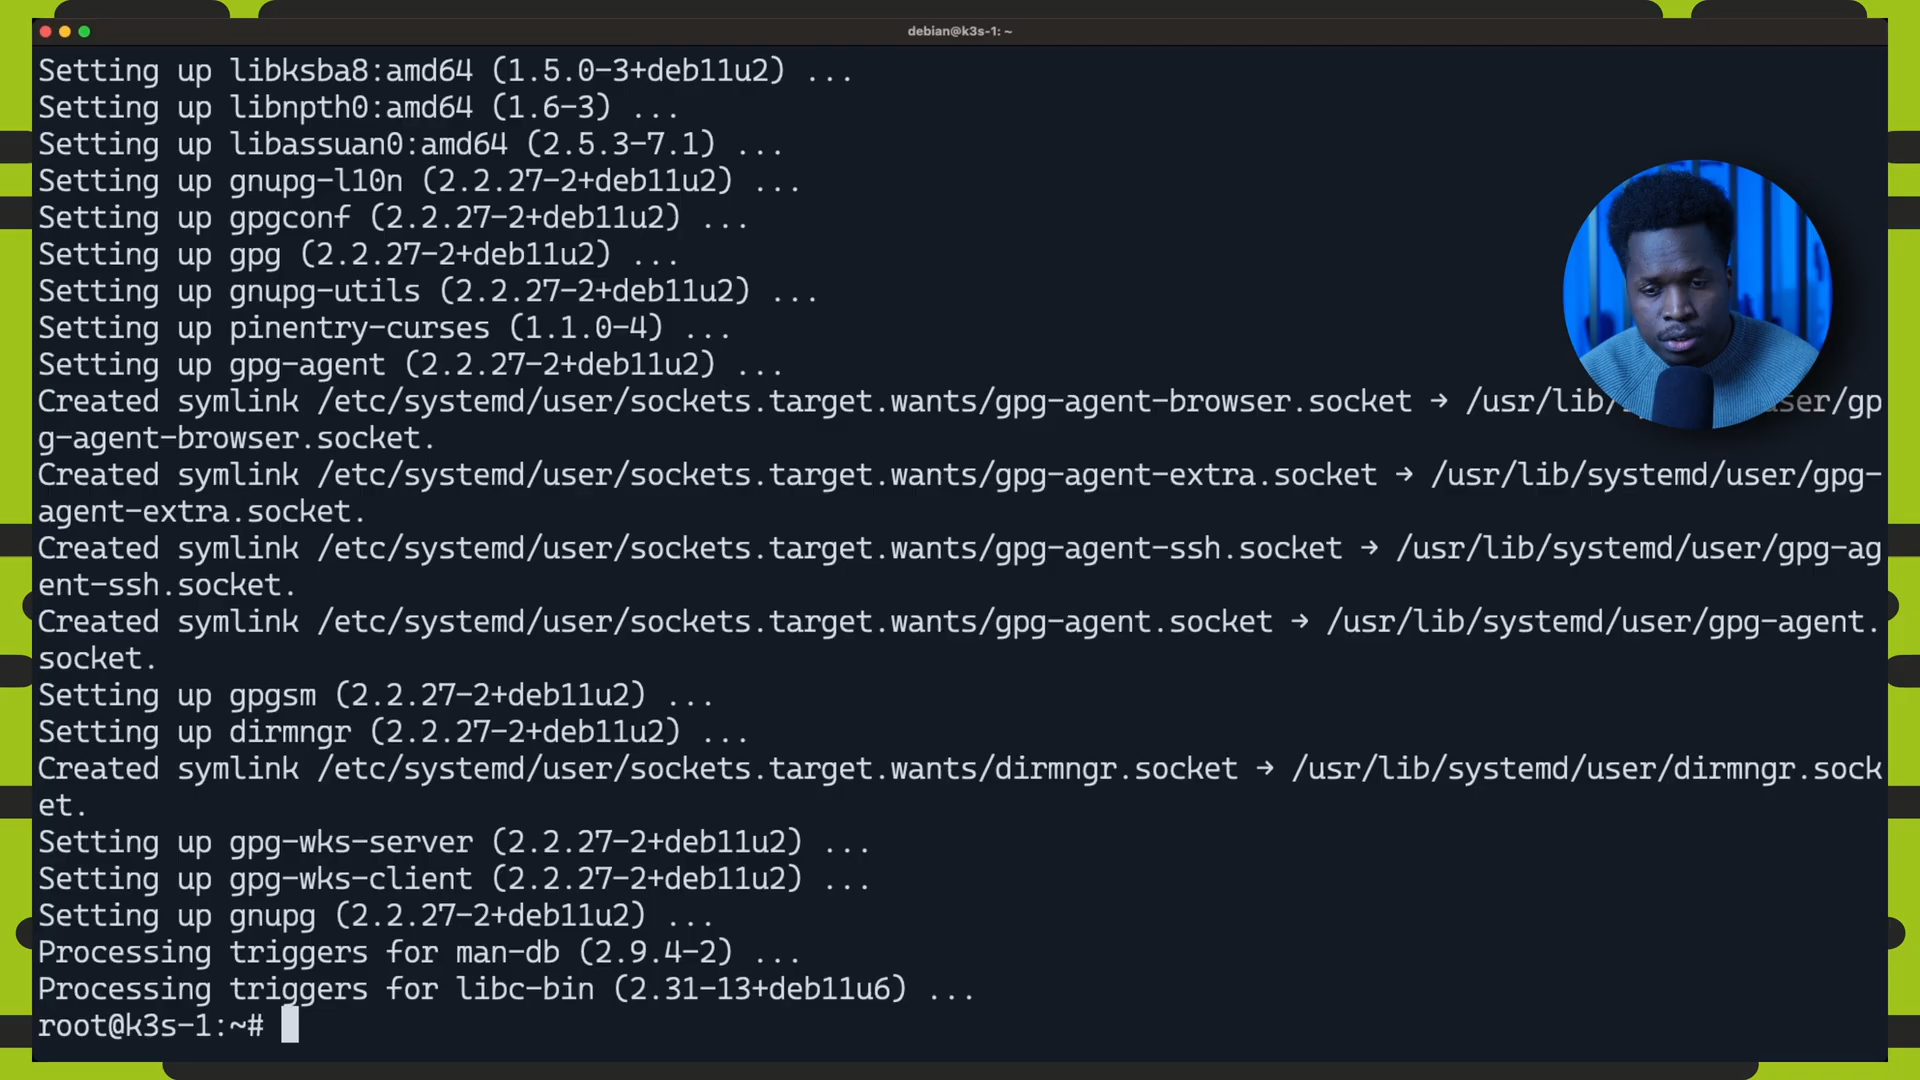 debian@k3s-1: ~
Setting up libksba8:amd64 (1.5.0-3+deb11u2) ...
Setting up libnpth0:amd64 (1.6-3) ...
Setting up libassuan0:amd64 (2.5.3-7.1) ...
Setting up gnupg-l10n (2.2.27-2+deb11u2) ...
Setting up gpgconf (2.2.27-2+deb11u2) ...
Setting up gpg (2.2.27-2+deb11u2) ...
Setting up gnupg-utils (2.2.27-2+deb11u2) ...
Setting up pinentry-curses (1.1.0-4) ...
Setting up gpg-agent (2.2.27-2+deb11u2) ...
Created symlink /etc/systemd/user/sockets.target.wants/gpg-agent-browser.socket → /usr/lib/ user/gp
g-agent-browser.socket.
Created symlink /etc/systemd/user/sockets.target.wants/gpg-agent-extra.socket → /usr/lib/systemd/user/gpg-
agent-extra.socket.
Created symlink /etc/systemd/user/sockets.target.wants/gpg-agent-ssh.socket → /usr/lib/systemd/user/gpg-ag
ent-ssh.socket.
Created symlink /etc/systemd/user/sockets.target.wants/gpg-agent.socket → /usr/lib/systemd/user/gpg-agent.
socket.
Setting up gpgsm (2.2.27-2+deb11u2) ...
Setting up dirmngr (2.2.27-2+deb11u2) ...
Created symlink /etc/systemd/user/sockets.target.wants/dirmngr.socket → /usr/lib/systemd/user/dirmngr.sock
et.
Setting up gpg-wks-server (2.2.27-2+deb11u2) ...
Setting up gpg-wks-client (2.2.27-2+deb11u2) ...
Setting up gnupg (2.2.27-2+deb11u2) ...
Processing triggers for man-db (2.9.4-2) ...
Processing triggers for libc-bin (2.31-13+deb11u6) ...
root@k3s-1:~#